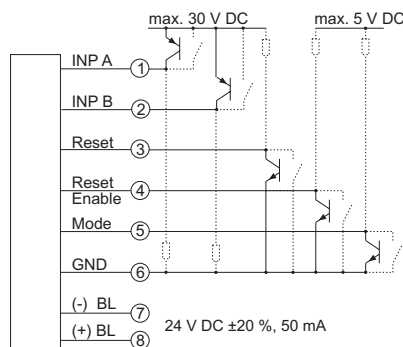 max. 30 V DC
max. 5 V DC
INP A 1
INP B 2
Reset 3
Reset
Enable 4
Mode 5
GND 6
(-) BL 7
(+) BL 8
24 V DC ±20 %, 50 mA